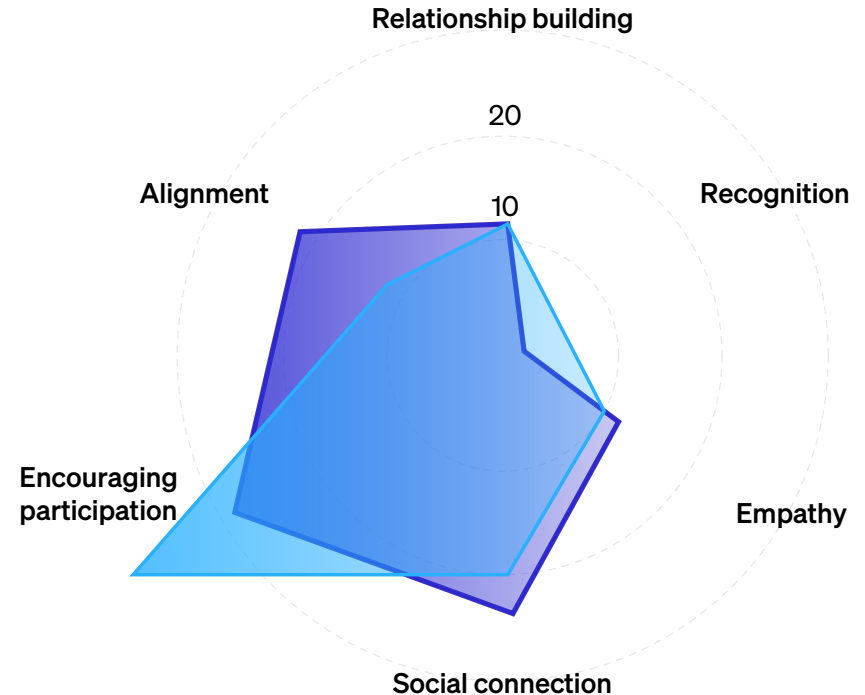 Relationship building
20
Alignment
Recognition
10
Encouraging
participation
Empathy
Social connection